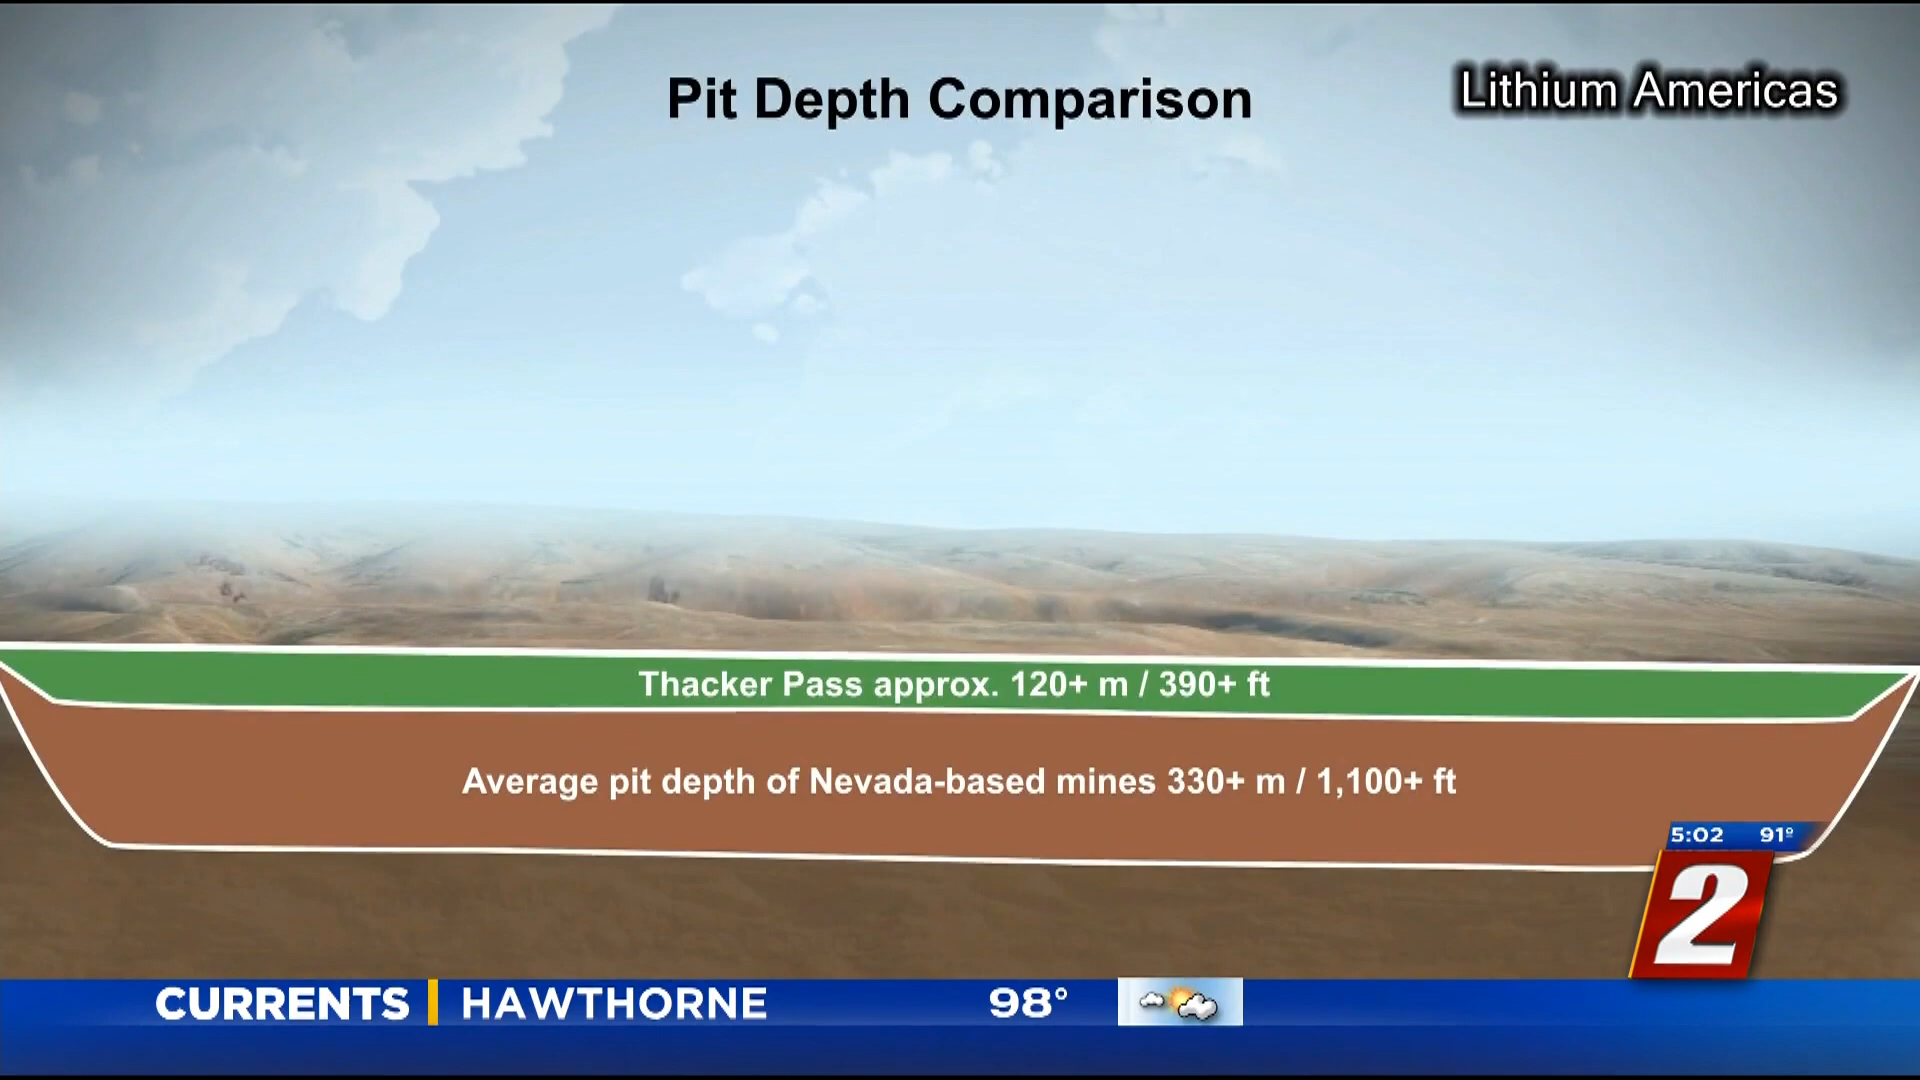 Pit Depth Comparison
Lithium Americas
Thacker Pass approx. 120+ m / 390+ ft
Average pit depth of Nevada-based mines 330+ m / 1,100+ ft
5:02 91°
2
CURRENTS HAWTHORNE 98°